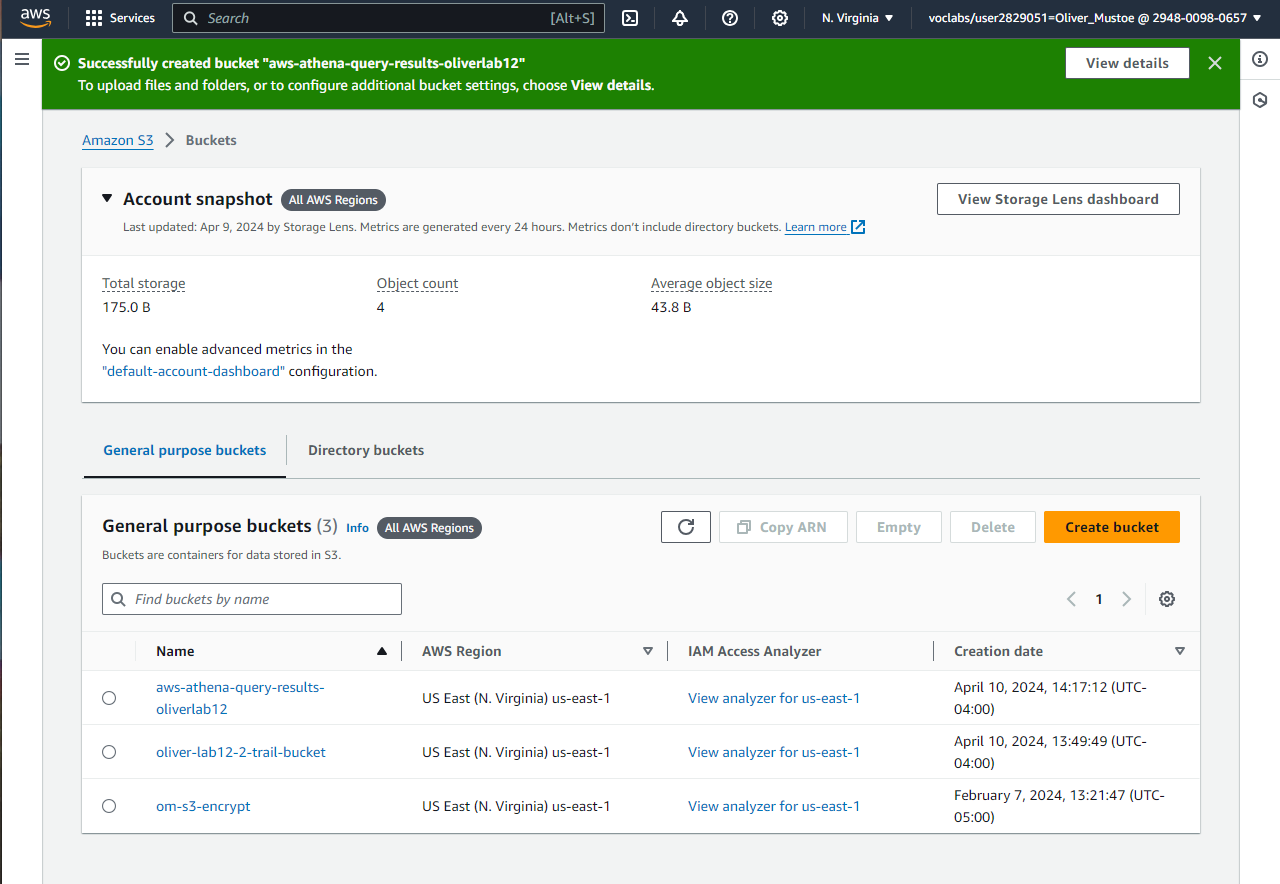 aws
Services
Search
[Alt+S]
N. Virginia
voclabs/user2829051=Oliver_Mustoe @ 2948-0098-0657
Successfully created bucket "aws-athena-query-results-oliverlab12"
To upload files and folders, or to configure additional bucket settings, choose View details.
View details
Amazon S3
Buckets
Account snapshot
All AWS Regions
View Storage Lens dashboard
Last updated: Apr 9, 2024 by Storage Lens. Metrics are generated every 24 hours. Metrics don't include directory buckets. Learn more
Total storage
Object count
Average object size
175.0 B
4
43.8 B
You can enable advanced metrics in the
"default-account-dashboard" configuration.
General purpose buckets
Directory buckets
General purpose buckets (3)
Info
All AWS Regions
Copy ARN
Empty
Delete
Create bucket
Buckets are containers for data stored in S3.
Find buckets by name
1
Name
AWS Region
IAM Access Analyzer
Creation date
aws-athena-query-results-
oliverlab12
US East (N. Virginia) us-east-1
View analyzer for us-east-1
April 10, 2024, 14:17:12 (UTC-
04:00)
oliver-lab12-2-trail-bucket
US East (N. Virginia) us-east-1
View analyzer for us-east-1
April 10, 2024, 13:49:49 (UTC-
04:00)
om-s3-encrypt
US East (N. Virginia) us-east-1
View analyzer for us-east-1
February 7, 2024, 13:21:47 (UTC-
05:00)